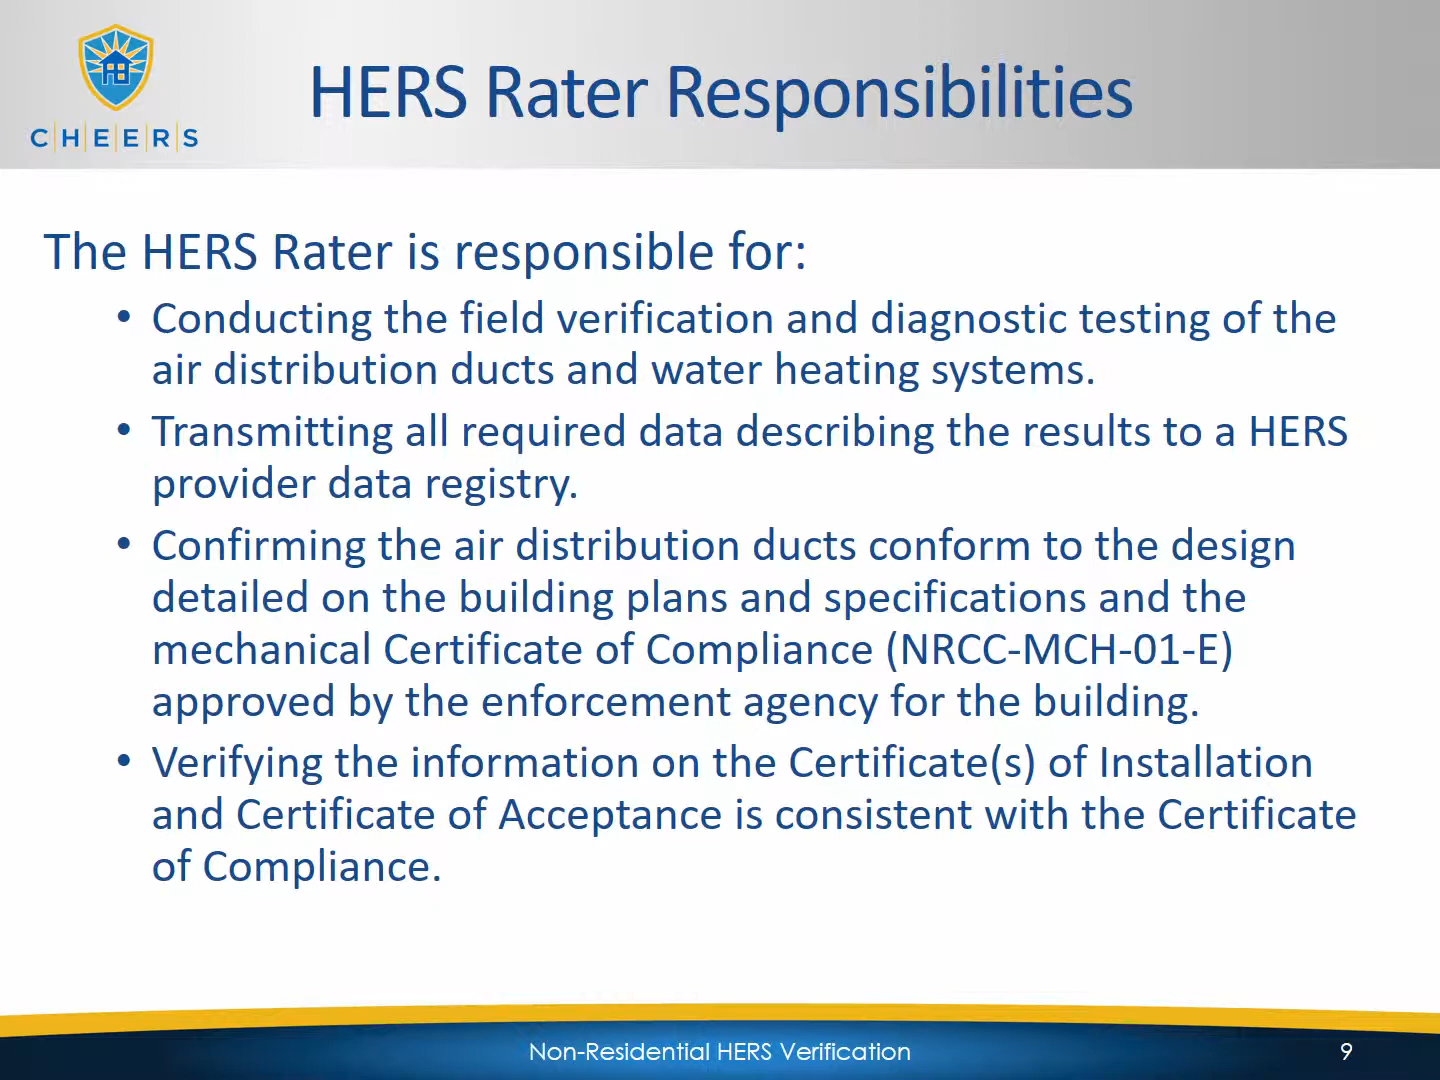 HERS Rater Responsibilities
C|H|E|E|R|S
The HERS Rater is responsible for:
• Conducting the field verification and diagnostic testing of the
air distribution ducts and water heating systems.
• Transmitting all required data describing the results to a HERS
provider data registry.
• Confirming the air distribution ducts conform to the design
detailed on the building plans and specifications and the
mechanical Certificate of Compliance (NRCC-MCH-01-E)
approved by the enforcement agency for the building.
• Verifying the information on the Certificate(s) of Installation
and Certificate of Acceptance is consistent with the Certificate
of Compliance.
Non-Residential HERS Verification
9